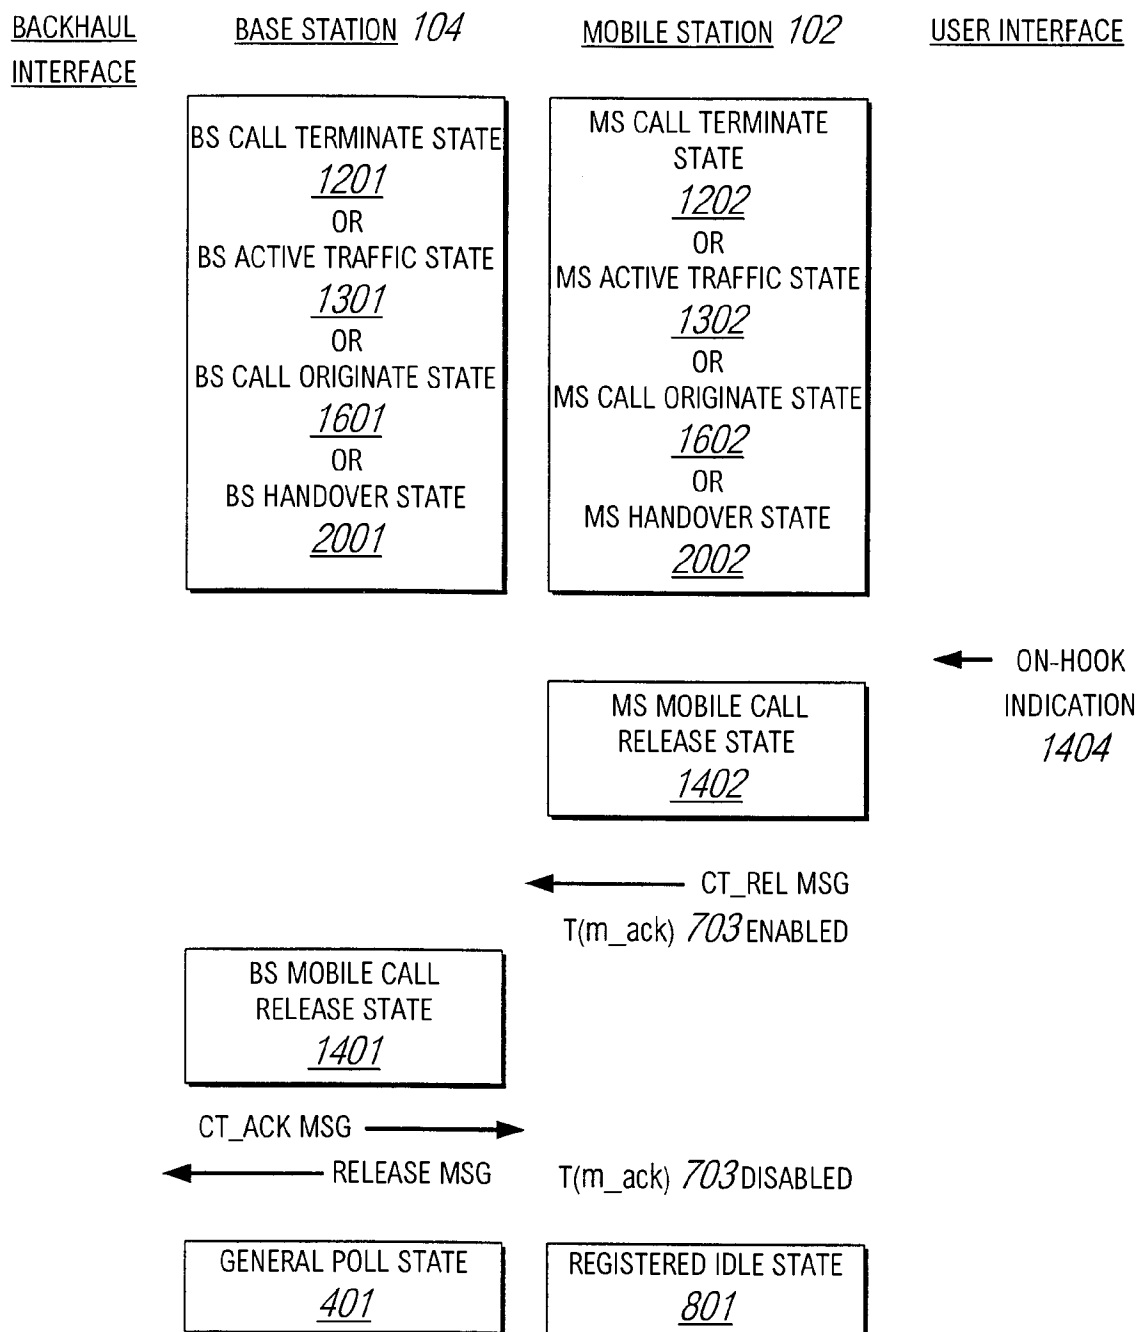 BACKHAUL INTERFACE
BASE STATION 104
MOBILE STATION 102
USER INTERFACE
BS CALL TERMINATE STATE
1201
OR
BS ACTIVE TRAFFIC STATE
1301
OR
BS CALL ORIGINATE STATE
1601
OR
BS HANDOVER STATE
2001
MS CALL TERMINATE
STATE
1202
OR
MS ACTIVE TRAFFIC STATE
1302
OR
MS CALL ORIGINATE STATE
1602
OR
MS HANDOVER STATE
2002
ON-HOOK
INDICATION
1404
MS MOBILE CALL
RELEASE STATE
1402
CT_REL MSG
T(m_ack) 703 ENABLED
BS MOBILE CALL
RELEASE STATE
1401
CT_ACK MSG
RELEASE MSG
T(m_ack) 703 DISABLED
GENERAL POLL STATE
401
REGISTERED IDLE STATE
801